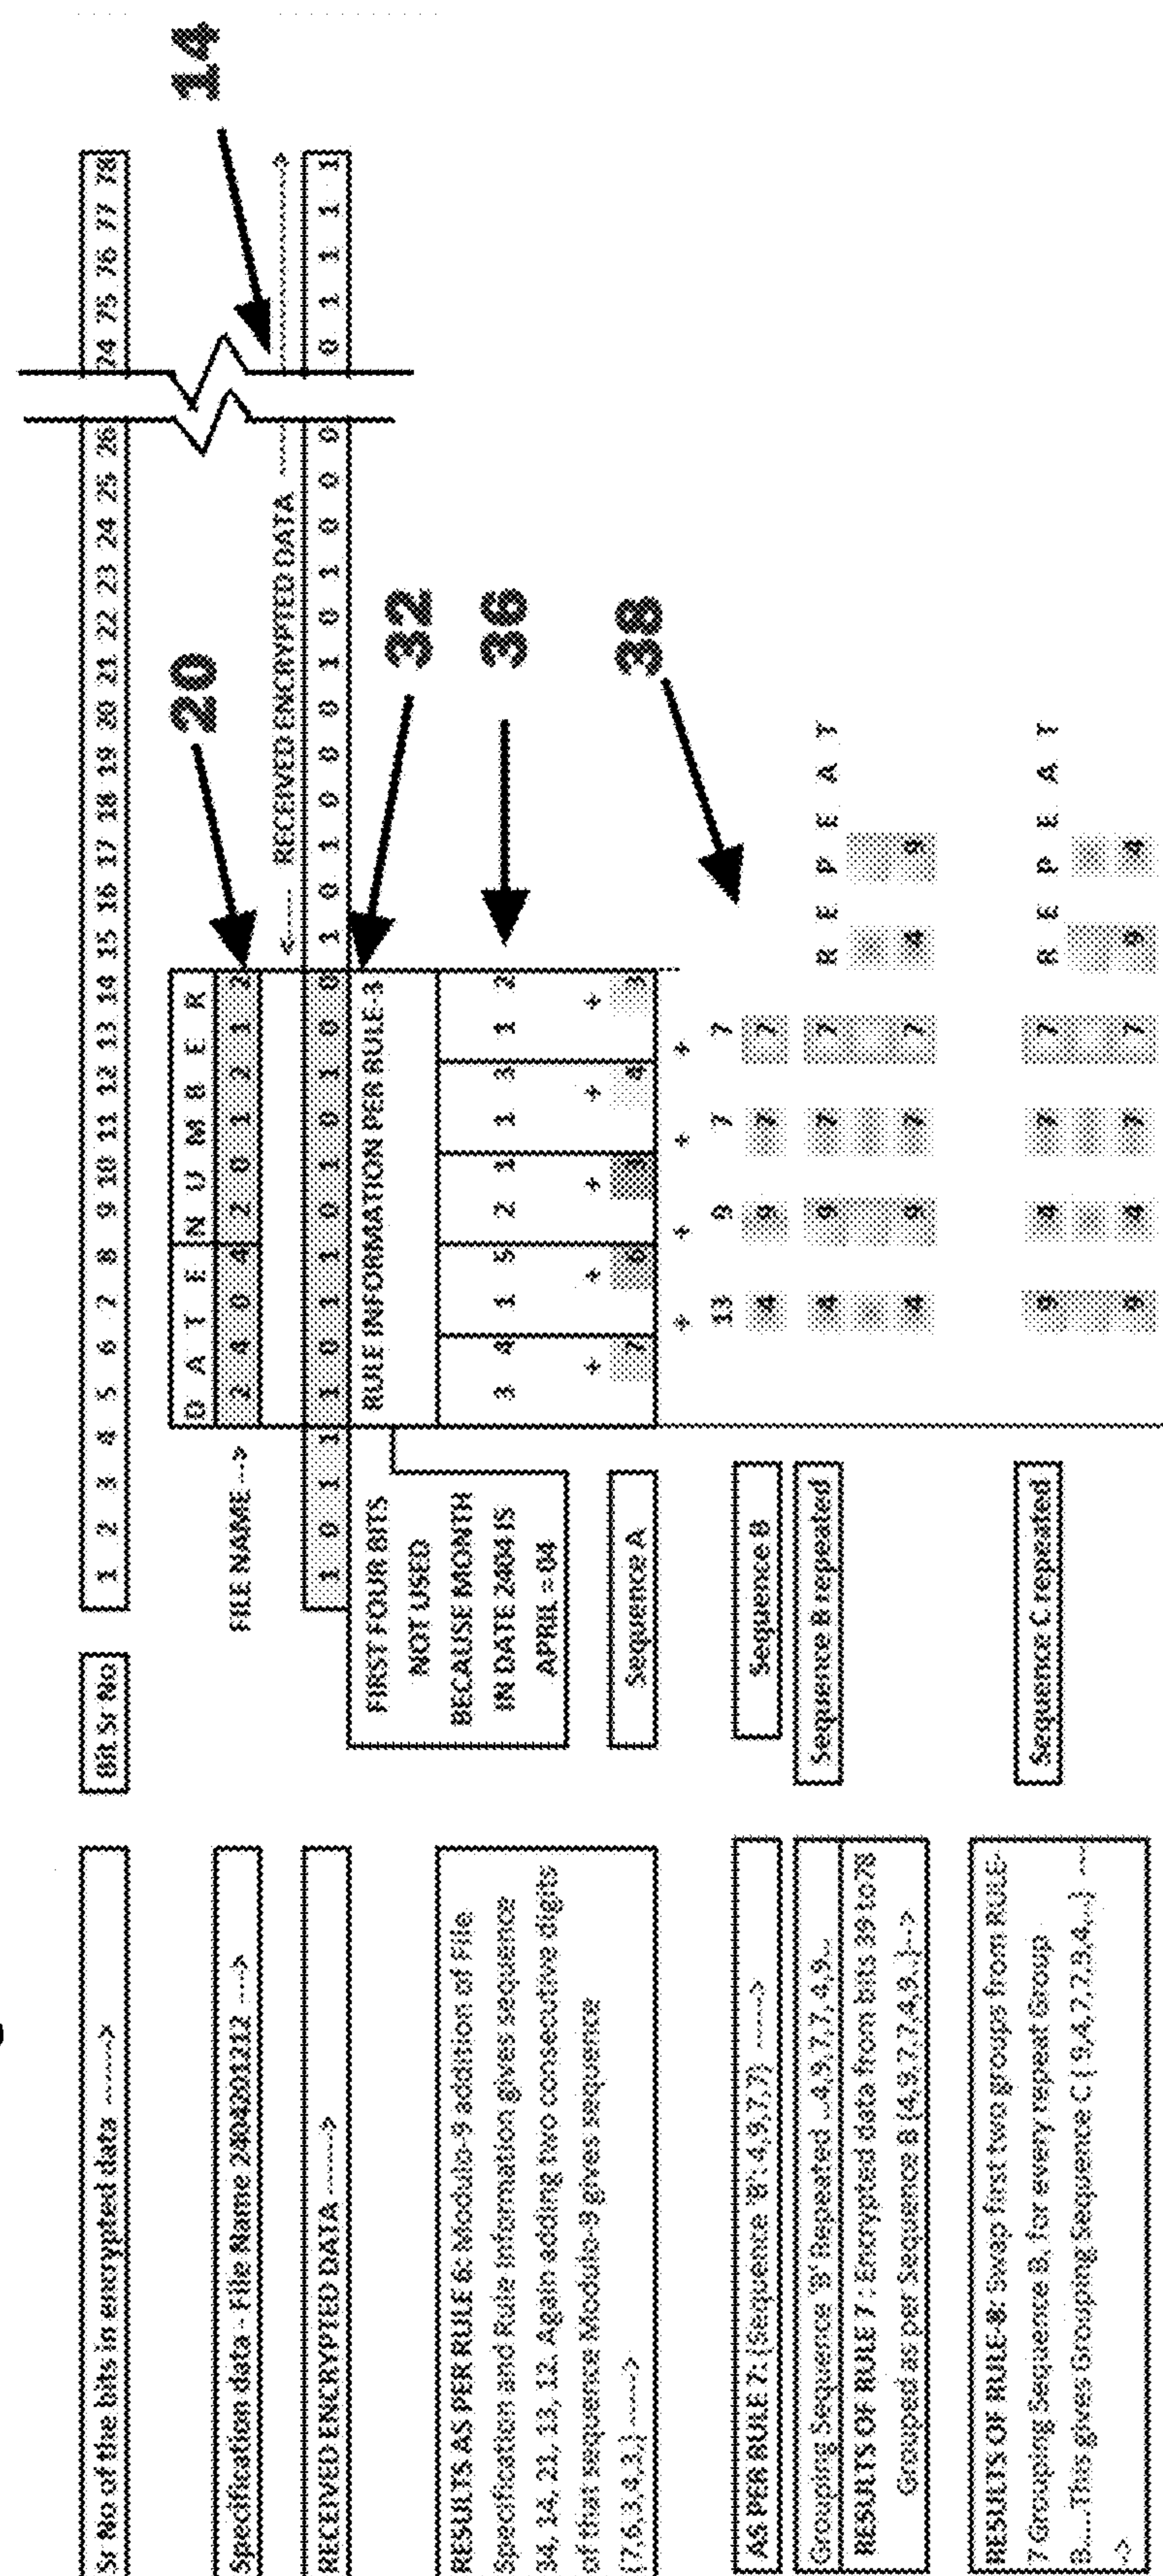 14
Sr No of the bits in encrypted data ------> Bit Sr No 1 2 3 4 5 6 7 8 9 10 11 12 13 14 15 16 17 18 19 20 21 22 23 24 25 26 24 75 76 77 78
20
D A T E N U M B E R
Specification data - File Name 2404201212 ----> FILE NAME --> 2 4 0 4 2 0 1 2 1 2
<---- RECEIVED ENCRYPTED DATA ---->
RECEIVED ENCRYPTED DATA ------> 1 0 1 1 1 0 1 1 0 1 0 1 0 0 1 0 1 0 0 0 1 0 1 0 0 0 0 1 1 1 1
32
RULE INFORMATION PER RULE-3
FIRST FOUR BITS
NOT USED
BECAUSE MONTH
IN DATE 2404 IS
APRIL = 04
36
RESULTS AS PER RULE 6: Modulo-9 addition of File
Specification and Rule Information gives sequence
34, 14, 21, 13, 12. Again adding two consecutive digits
of this sequence Modulo-9 gives sequence
{7,6,3,4,3,} ------>
3 4 1 5 2 1 1 3 1 2
+ + + + +
Sequence A 7 6 3 4 3
38
+ + + +
13 9 7 7
AS PER RULE 7: {Sequence 'B':4,9,7,7} ------> Sequence B 4 9 7 7
Grouping Sequence 'B' Repeated ..4,9,7,7,4,9.. Sequence B repeated 4 9 7 7 R E P E A T
RESULTS OF RULE 7 : Encrypted data from bits 39 to78
Grouped as per Sequence B {4,9,7,7,4,9..}--> 4 9 7 7 4 9
RESULTS OF RULE-8: Swap first two groups from RULE-
7 Grouping Sequence B, for every repeat Group
B....This gives Grouping Sequence C { 9,4,7,7,9,4,..} ---
->
Sequence C repeated 9 4 7 7 R E P E A T
9 4 7 7 9 4